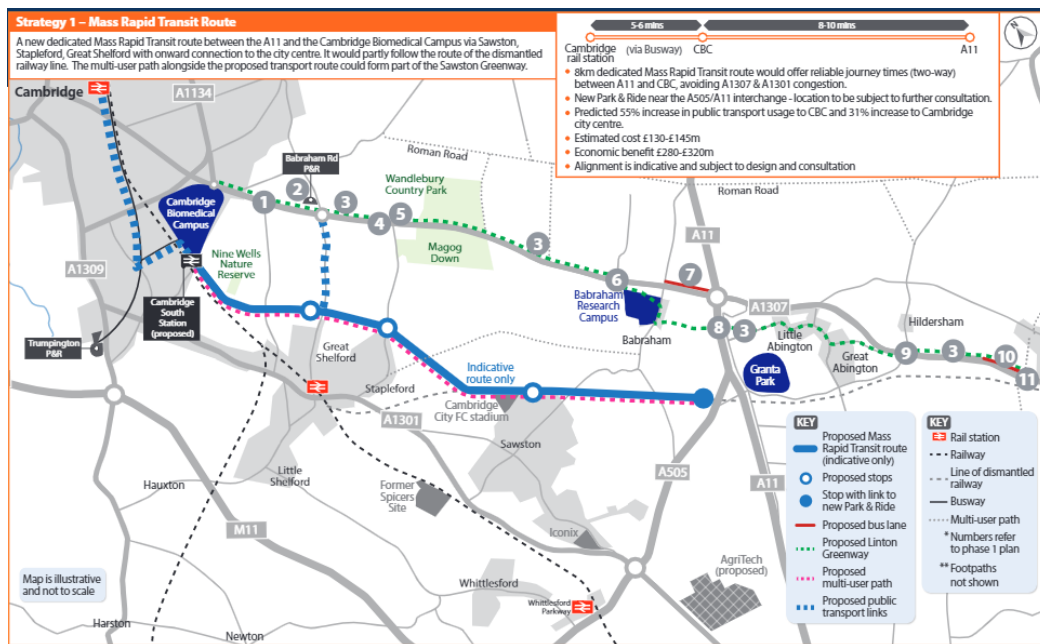 Strategy 1 – Mass Rapid Transit Route
A new dedicated Mass Rapid Transit route between the A11 and the Cambridge Biomedical Campus via Sawston,
Stapleford, Great Shelford with onward connection to the city centre. It would partly follow the route of the dismantled
railway line. The multi-user path alongside the proposed transport route could form part of the Sawston Greenway.
5-6 mins
8-10 mins
Cambridge
rail station
(via Busway)
CBC
A11
• 8km dedicated Mass Rapid Transit route would offer reliable journey times (two-way)
between A11 and CBC, avoiding A1307 & A1301 congestion.
• New Park & Ride near the A505/A11 interchange - location to be subject to further consultation.
• Predicted 55% increase in public transport usage to CBC and 31% increase to Cambridge
city centre.
• Estimated cost £130-£145m
• Economic benefit £280-£320m
• Alignment is indicative and subject to design and consultation
N
Cambridge
A1134
Roman Road
Roman Road
Babraham Rd
P&R
Wandlebury
Country Park
Cambridge
Biomedical
Campus
1
2
3
4
5
3
6
7
A11
Magog
Down
Nine Wells
Nature
Reserve
A1309
Babraham
Research
Campus
A1307
Hildersham
8
3
Little
Abington
Babraham
Great
Abington
9
3
10
11
Cambridge
South
Station
(proposed)
Trumpington
P&R
Great
Shelford
Stapleford
Indicative
route only
Granta
Park
Cambridge
City FC stadium
A1301
Sawston
Little
Shelford
Hauxton
Former
Spicers
Site
A505
A11
M11
Iconix
AgriTech
(proposed)
Whittlesford
Whittlesford
Parkway
Harston
Newton
Map is illustrative
and not to scale
KEY
Proposed Mass
Rapid Transit route
(indicative only)
Proposed stops
Stop with link to
new Park & Ride
Proposed bus lane
Proposed Linton
Greenway
Proposed
multi-user path
Proposed public
transport links
KEY
Rail station
Railway
Line of dismantled
railway
Busway
Multi-user path
* Numbers refer
to phase 1 plan
** Footpaths
not shown